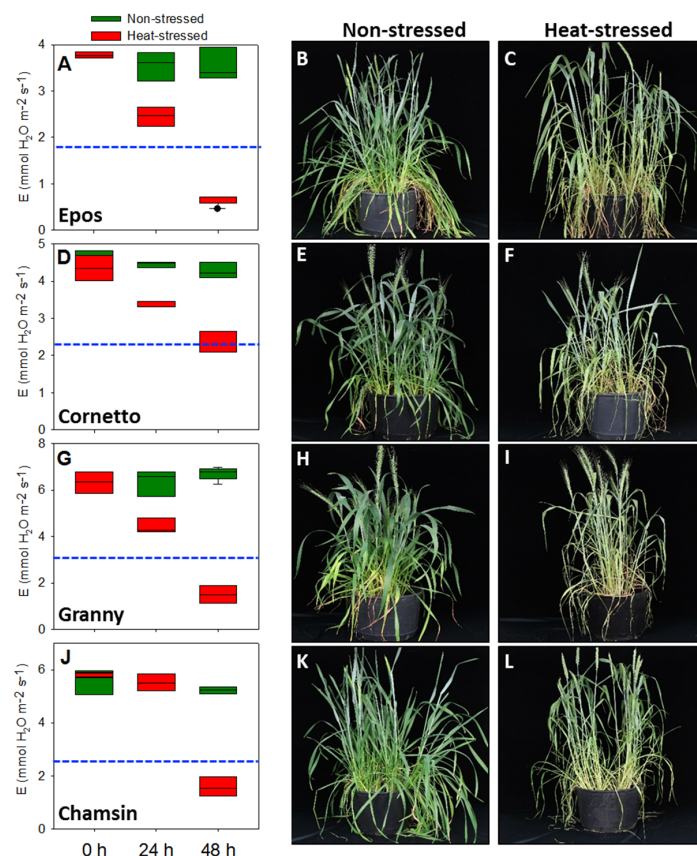 Non-stressed
Heat-stressed
Non-stressed
Heat-stressed
4
3
2
1
0
E (mmol H₂O m⁻² s⁻¹)
A
Epos
B
C
5
4
3
2
1
0
E (mmol H₂O m⁻² s⁻¹)
D
Cornetto
E
F
8
6
4
2
0
E (mmol H₂O m⁻² s⁻¹)
G
Granny
H
I
6
4
2
0
E (mmol H₂O m⁻² s⁻¹)
J
Chamsin
K
L
0 h
24 h
48 h